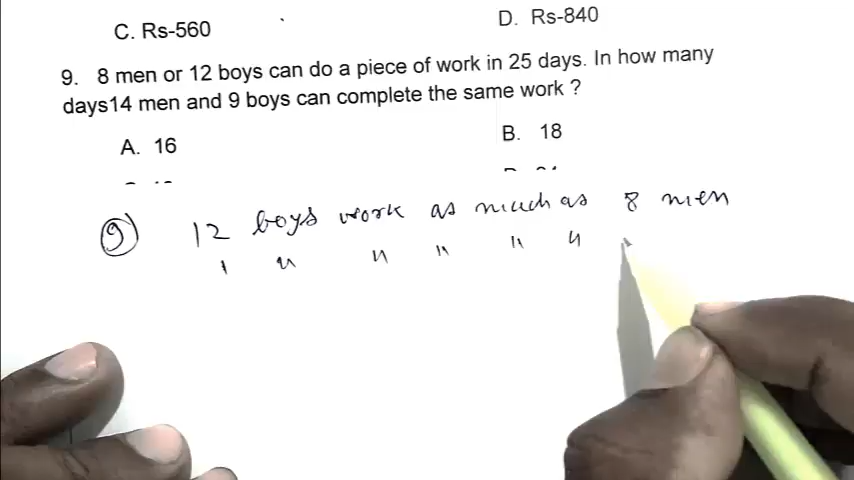 C. Rs-560 D. Rs-840
9. 8 men or 12 boys can do a piece of work in 25 days. In how many
days14 men and 9 boys can complete the same work ?
A. 16 B. 18
9) 12 boys work as much as 8 men
1 " " " " "